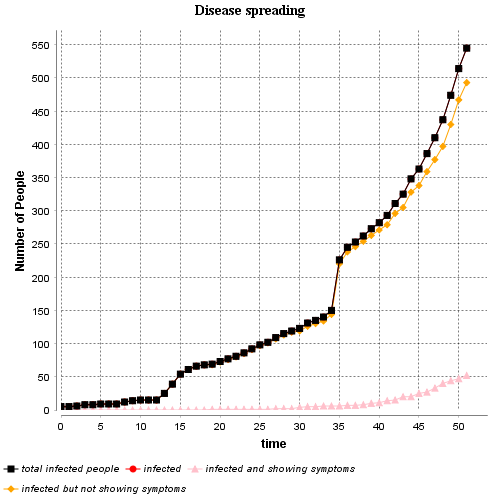 Disease spreading
Number of People
550
500
450
400
350
300
250
200
150
100
50
0
0 5 10 15 20 25 30 35 40 45 50
time
total infected people infected infected and showing symptoms
infected but not showing symptoms